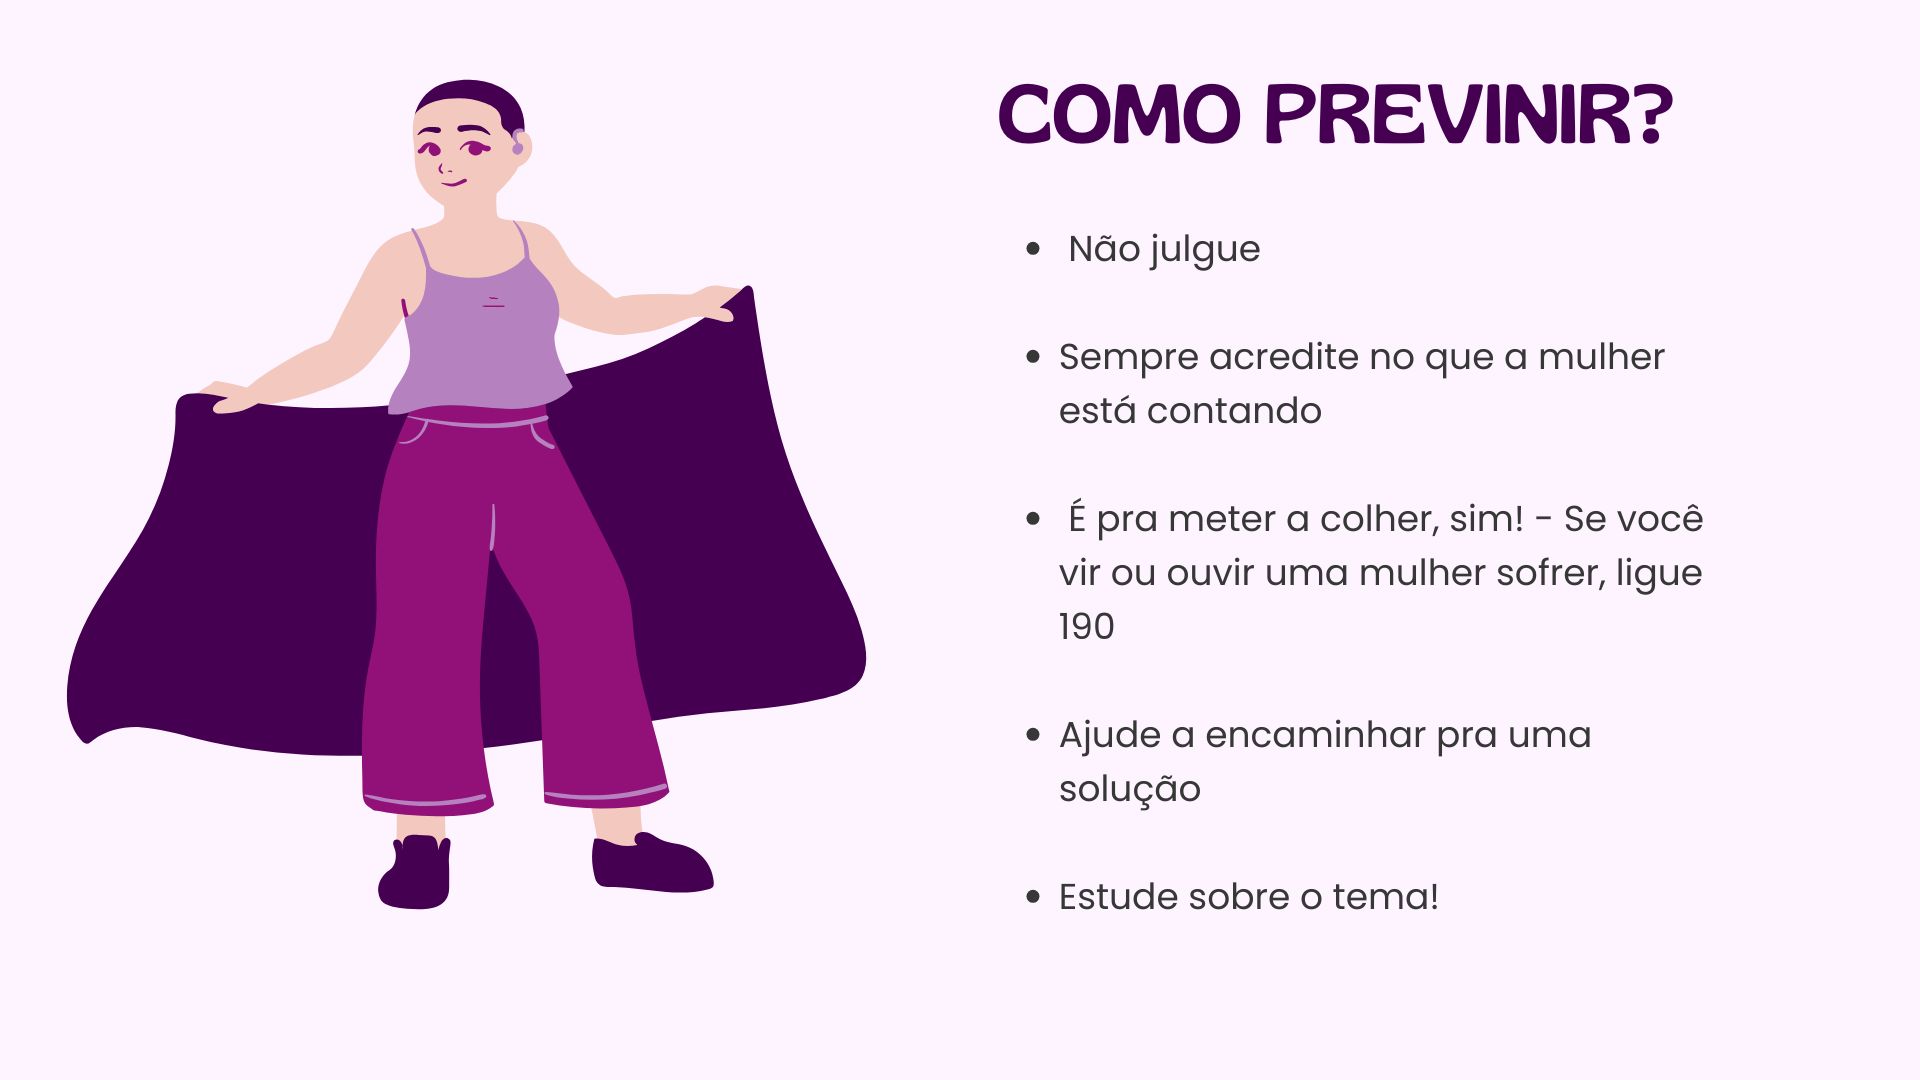 COMO PREVINIR?
• Não julgue
• Sempre acredite no que a mulher
está contando
• É pra meter a colher, sim! - Se você
vir ou ouvir uma mulher sofrer, ligue
190
• Ajude a encaminhar pra uma
solução
• Estude sobre o tema!